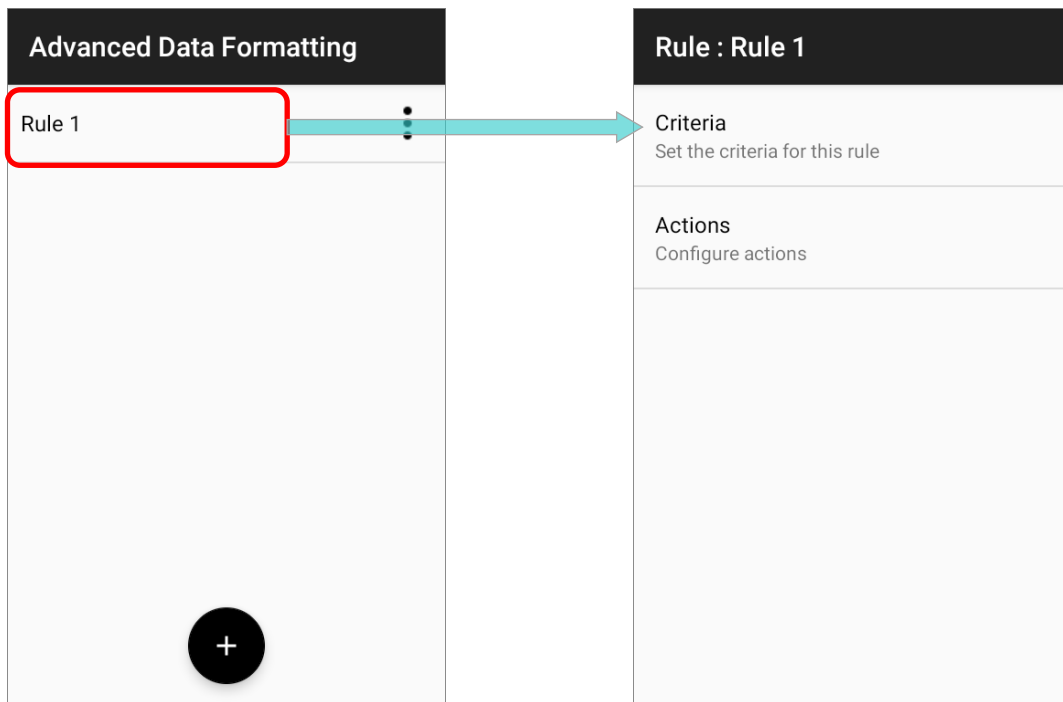 Advanced Data Formatting
Rule 1
+
Rule : Rule 1
Criteria
Set the criteria for this rule
Actions
Configure actions